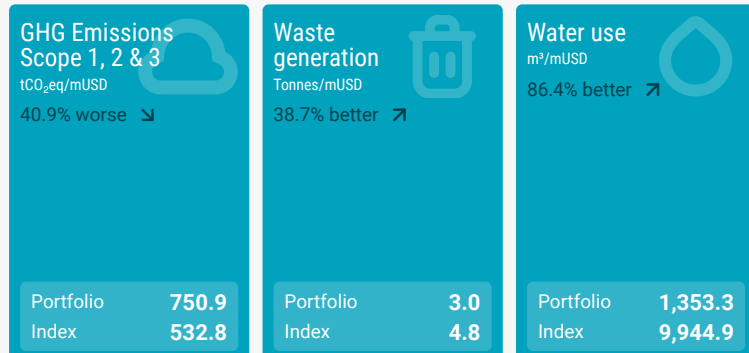 GHG Emissions
Scope 1, 2 & 3
tCO₂eq/mUSD
40.9% worse
Portfolio 750.9
Index 532.8
Waste
generation
Tonnes/mUSD
38.7% better
Portfolio 3.0
Index 4.8
Water use
m³/mUSD
86.4% better
Portfolio 1,353.3
Index 9,944.9